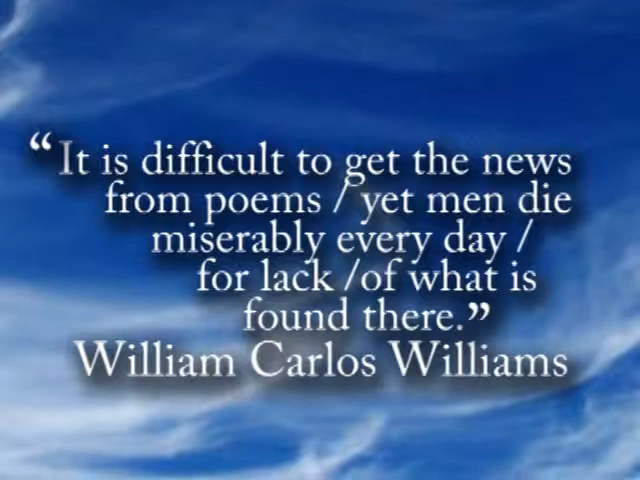 “It is difficult to get the news
from poems / yet men die
miserably every day /
for lack /of what is
found there.”
William Carlos Williams